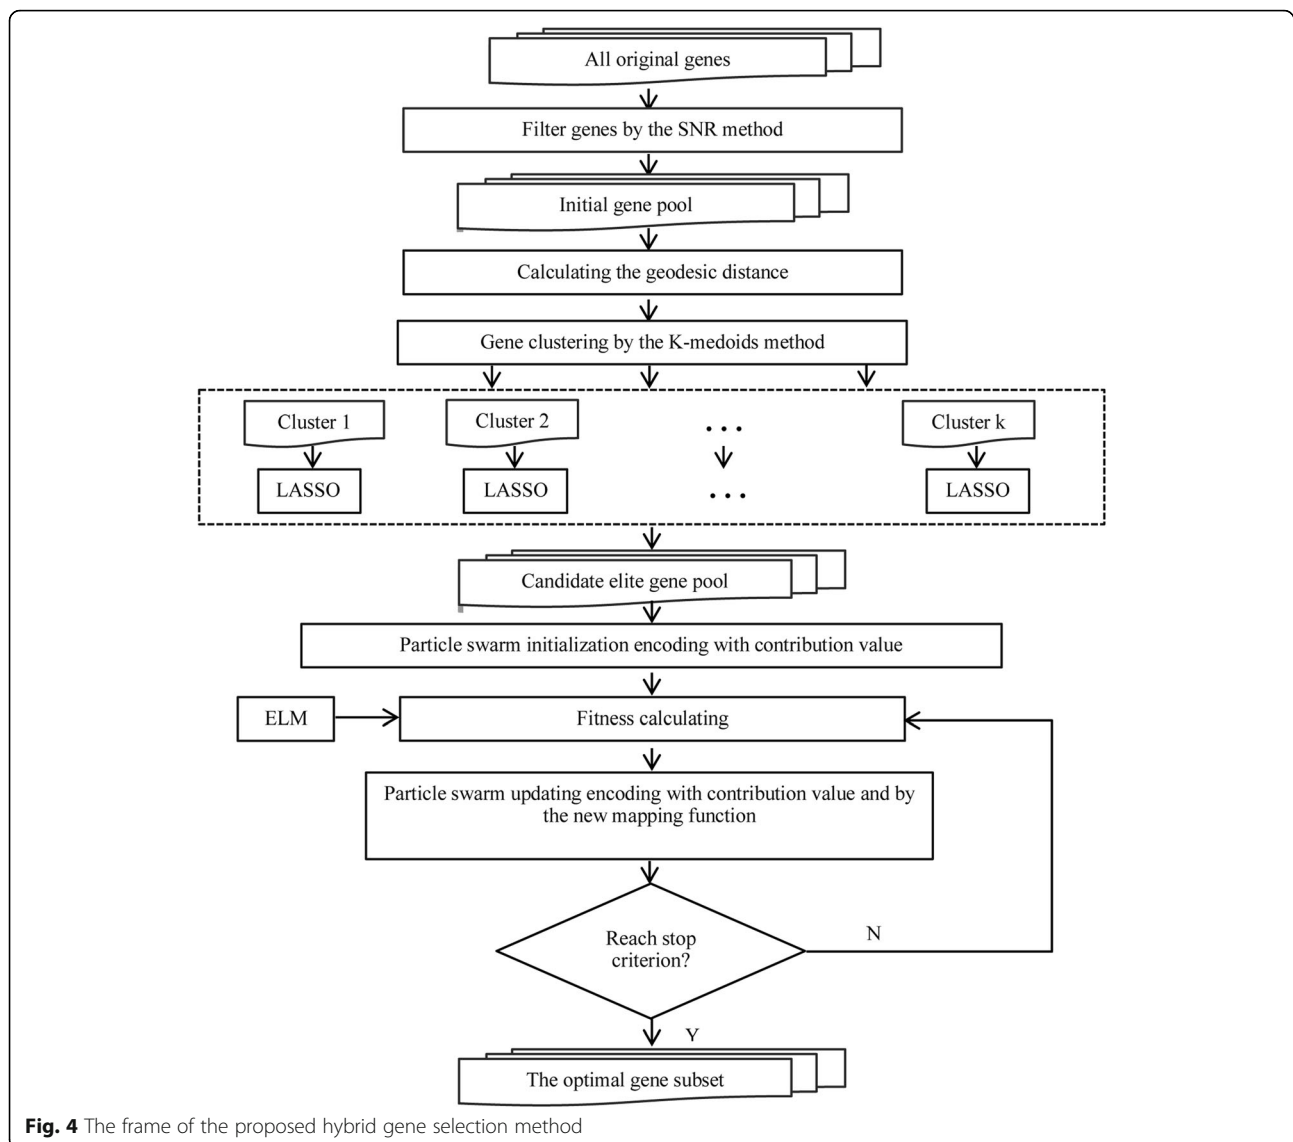 All original genes
Filter genes by the SNR method
Initial gene pool
Calculating the geodesic distance
Gene clustering by the K-medoids method
Cluster 1
Cluster 2
...
Cluster k
LASSO
LASSO
...
LASSO
Candidate elite gene pool
Particle swarm initialization encoding with contribution value
ELM
Fitness calculating
Particle swarm updating encoding with contribution value and by
the new mapping function
Reach stop
criterion?
N
Y
The optimal gene subset
Fig. 4 The frame of the proposed hybrid gene selection method